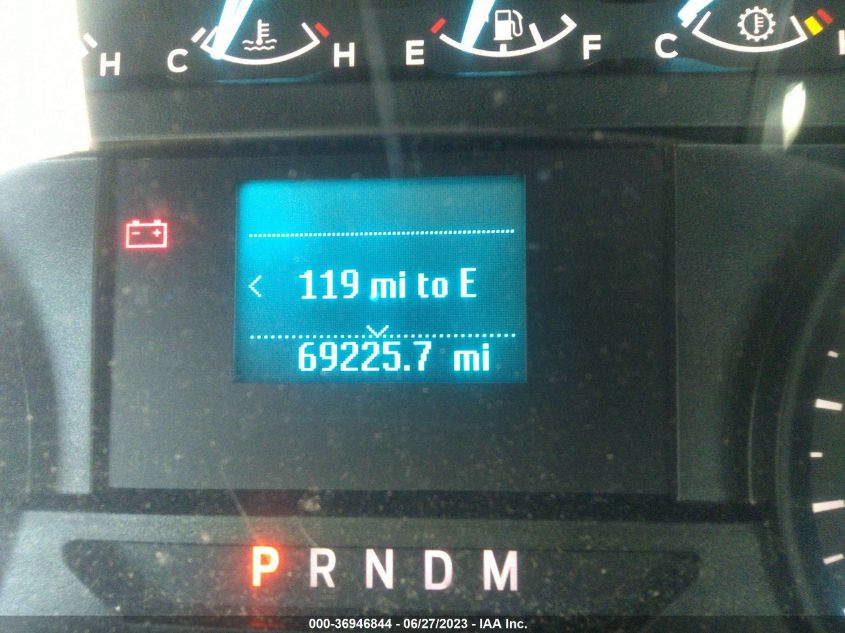 H C H E F C
- +
< 119 mi to E
69225.7 mi
P R N D M
000-36946844 / 06/27/2023 - IAA Inc.